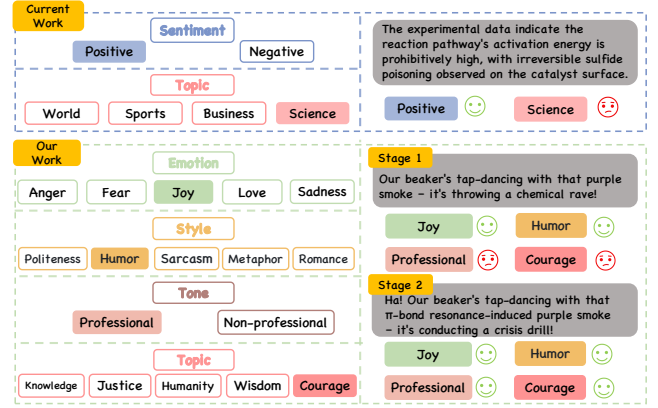 Current
Work
Sentiment
Positive
Negative
Topic
World
Sports
Business
Science
The experimental data indicate the
reaction pathway's activation energy is
prohibitively high, with irreversible sulfide
poisoning observed on the catalyst surface.
Positive
Science
Our
Work
Emotion
Anger
Fear
Joy
Love
Sadness
Style
Politeness
Humor
Sarcasm
Metaphor
Romance
Tone
Professional
Non-professional
Topic
Knowledge
Justice
Humanity
Wisdom
Courage
Stage 1
Our beaker's tap-dancing with that purple
smoke – it's throwing a chemical rave!
Joy
Humor
Professional
Courage
Stage 2
Ha! Our beaker's tap-dancing with that
π-bond resonance-induced purple smoke
– it's conducting a crisis drill!
Joy
Humor
Professional
Courage